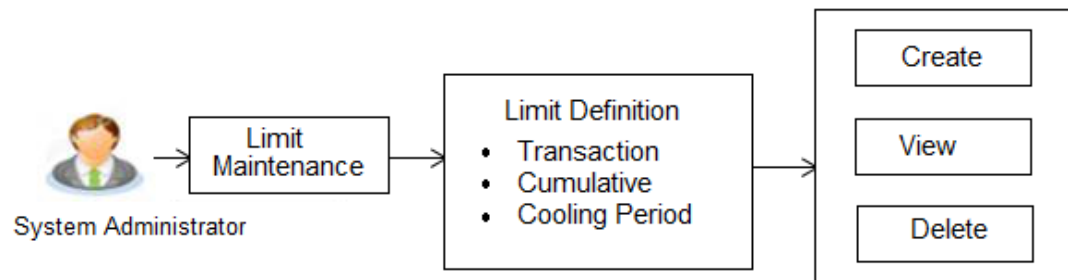 System Administrator
Limit
Maintenance
Limit Definition
• Transaction
• Cumulative
• Cooling Period
Create
View
Delete